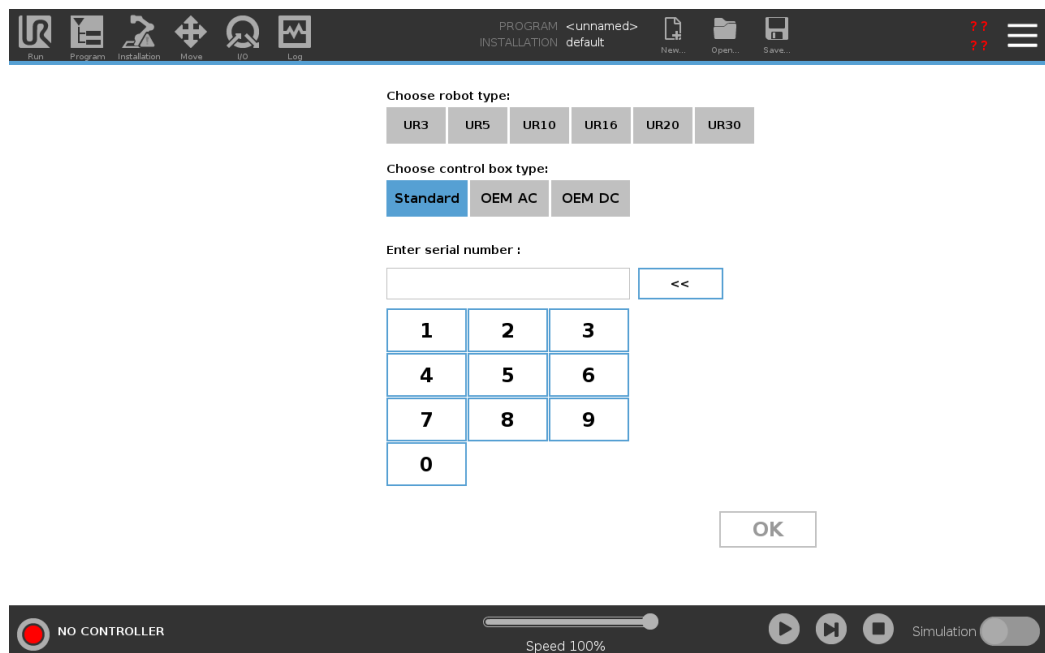 PROGRAM <unnamed>
INSTALLATION default
? ?
? ?
Run Program Installation Move I/O Log New... Open... Save...
Choose robot type:
UR3 UR5 UR10 UR16 UR20 UR30
Choose control box type:
Standard OEM AC OEM DC
Enter serial number :
<<
1 2 3
4 5 6
7 8 9
0
OK
NO CONTROLLER
Speed 100%
Simulation